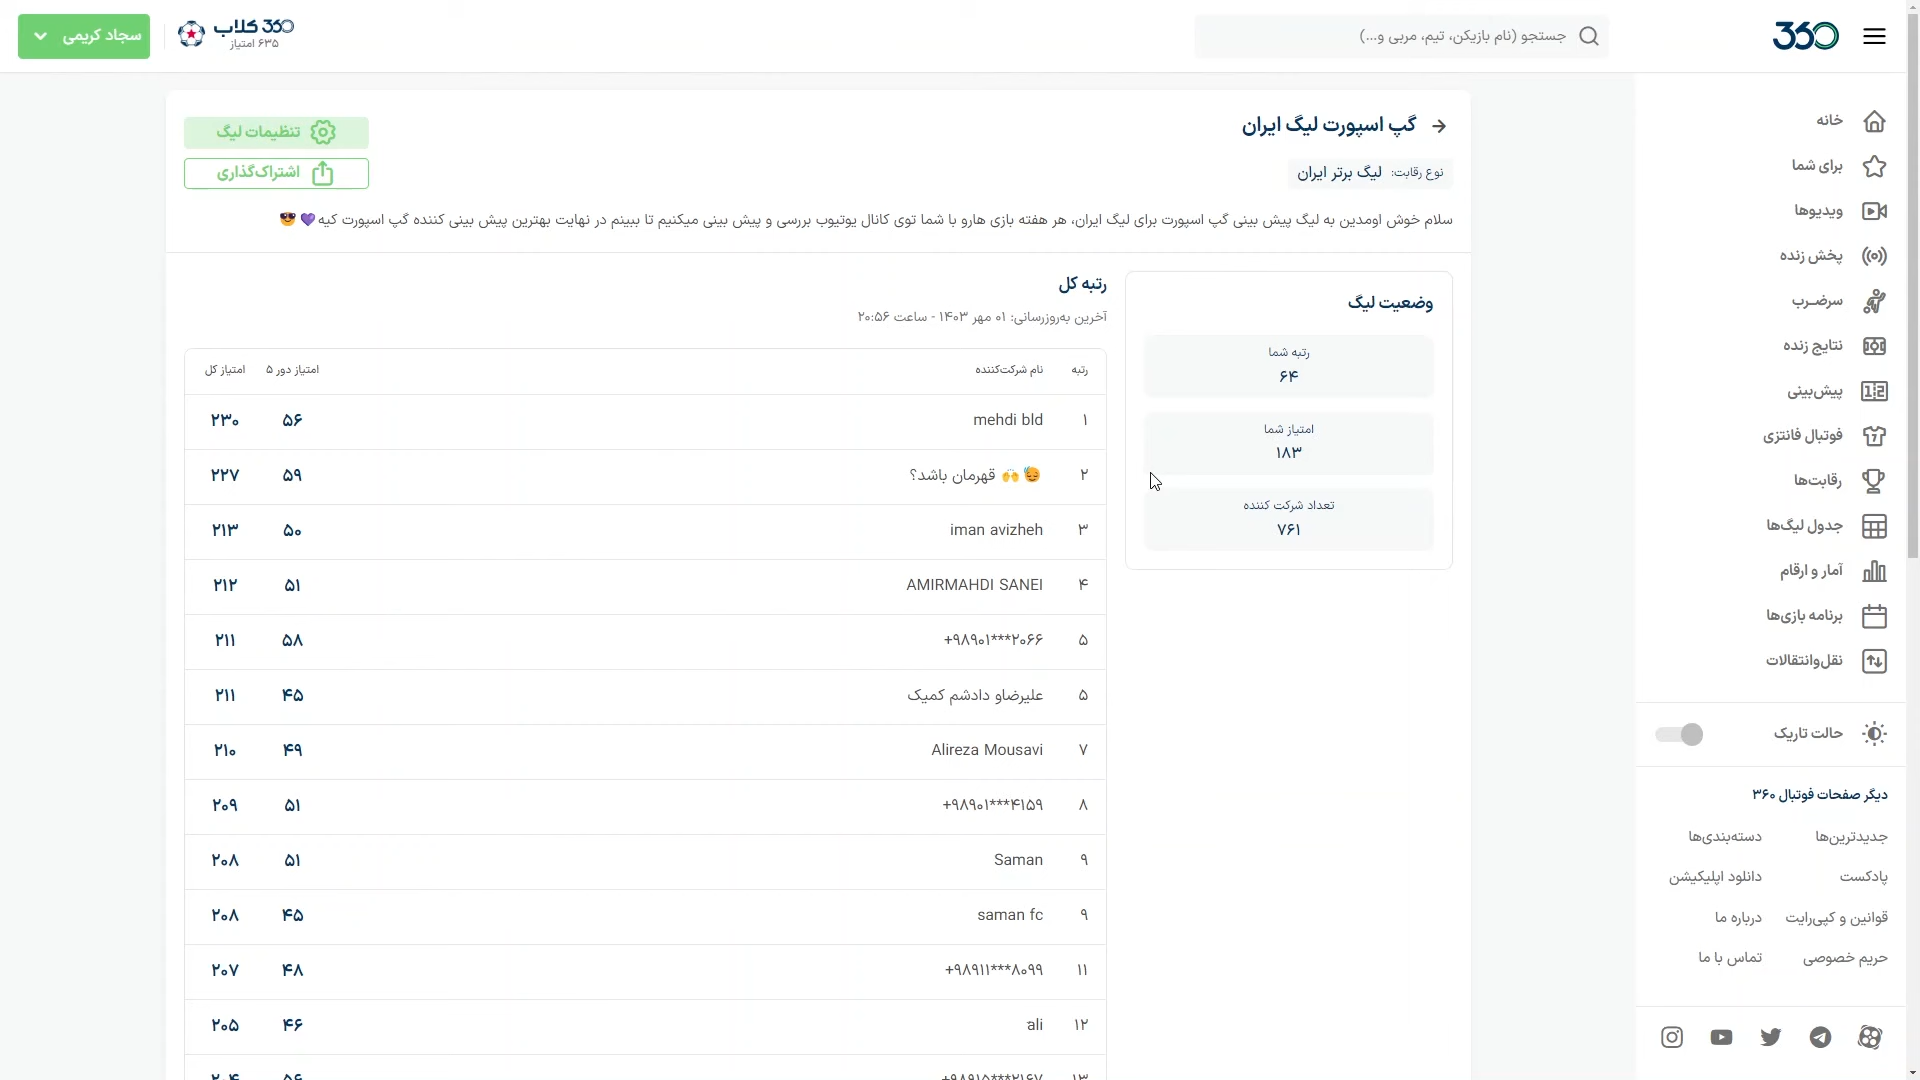 360
جستجو (نام بازیکن، تیم، مربی و...)
360 کلاب
۶۳۵ امتیاز
سجاد کریمی
خانه
برای شما
ویدیوها
پخش زنده
سرضرب
نتایج زنده
پیش‌بینی
فوتبال فانتزی
رقابت‌ها
جدول لیگ‌ها
آمار و ارقام
برنامه بازی‌ها
نقل‌وانتقالات
حالت تاریک
دیگر صفحات فوتبال ۳۶۰
جدیدترین‌ها دسته‌بندی‌ها
پادکست دانلود اپلیکیشن
قوانین و کپی‌رایت درباره ما
حریم خصوصی تماس با ما
گپ اسپورت لیگ ایران
نوع رقابت: لیگ برتر ایران
تنظیمات لیگ
اشتراک‌گذاری
سلام خوش اومدین به لیگ پیش بینی گپ اسپورت برای لیگ ایران، هر هفته بازی هارو با شما توی کانال یوتیوب بررسی و پیش بینی میکنیم تا ببینم در نهایت بهترین پیش بینی کننده گپ اسپورت کیه 💜 😎
وضعیت لیگ
رتبه شما
۶۴
امتیاز شما
۱۸۳
تعداد شرکت کننده
۷۶۱
رتبه کل
آخرین به‌روزرسانی: ۰۱ مهر ۱۴۰۳ - ساعت ۲۰:۵۶
رتبه نام شرکت‌کننده امتیاز دور ۵ امتیاز کل
۱ mehdi bld ۵۶ ۲۳۰
۲ 🥳 🙌 قهرمان باشد؟ ۵۹ ۲۲۷
۳ iman avizheh ۵۰ ۲۱۳
۴ AMIRMAHDI SANEI ۵۱ ۲۱۲
۵ +۹۸۹۰۱***۲۰۶۶ ۵۸ ۲۱۱
۵ علیرضاو دادشم کمیک ۴۵ ۲۱۱
۷ Alireza Mousavi ۴۹ ۲۱۰
۸ +۹۸۹۰۱***۴۱۵۹ ۵۱ ۲۰۹
۹ Saman ۵۱ ۲۰۸
۹ saman fc ۴۵ ۲۰۸
۱۱ +۹۸۹۱۱***۸۰۹۹ ۴۸ ۲۰۷
۱۲ ali ۴۶ ۲۰۵